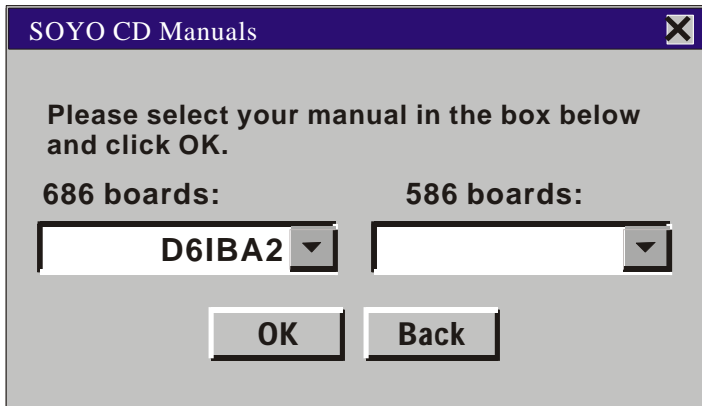 SOYO CD Manuals
Please select your manual in the box below
and click OK.
686 boards: 586 boards:
D6IBA2
OK Back